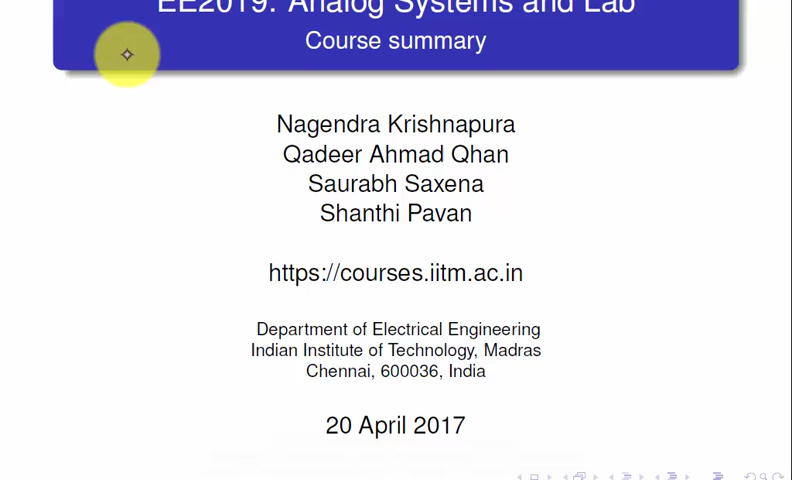 EE2019: Analog Systems and Lab
Course summary
Nagendra Krishnapura
Qadeer Ahmad Qhan
Saurabh Saxena
Shanthi Pavan
https://courses.iitm.ac.in
Department of Electrical Engineering
Indian Institute of Technology, Madras
Chennai, 600036, India
20 April 2017